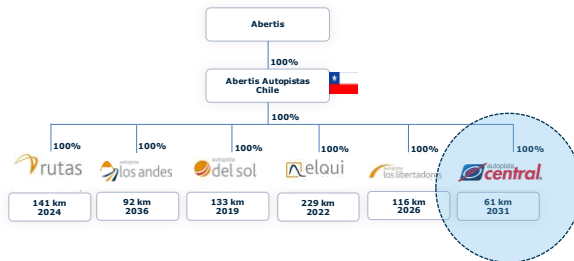 Abertis
100%
Abertis Autopistas
Chile
100%
100% 100% 100% 100% 100% 100%
rutas
autopista
los andes
autopista
del sol
elqui
autopista
los libertadores
autopista
central
141 km
2024
92 km
2036
133 km
2019
229 km
2022
116 km
2026
61 km
2031